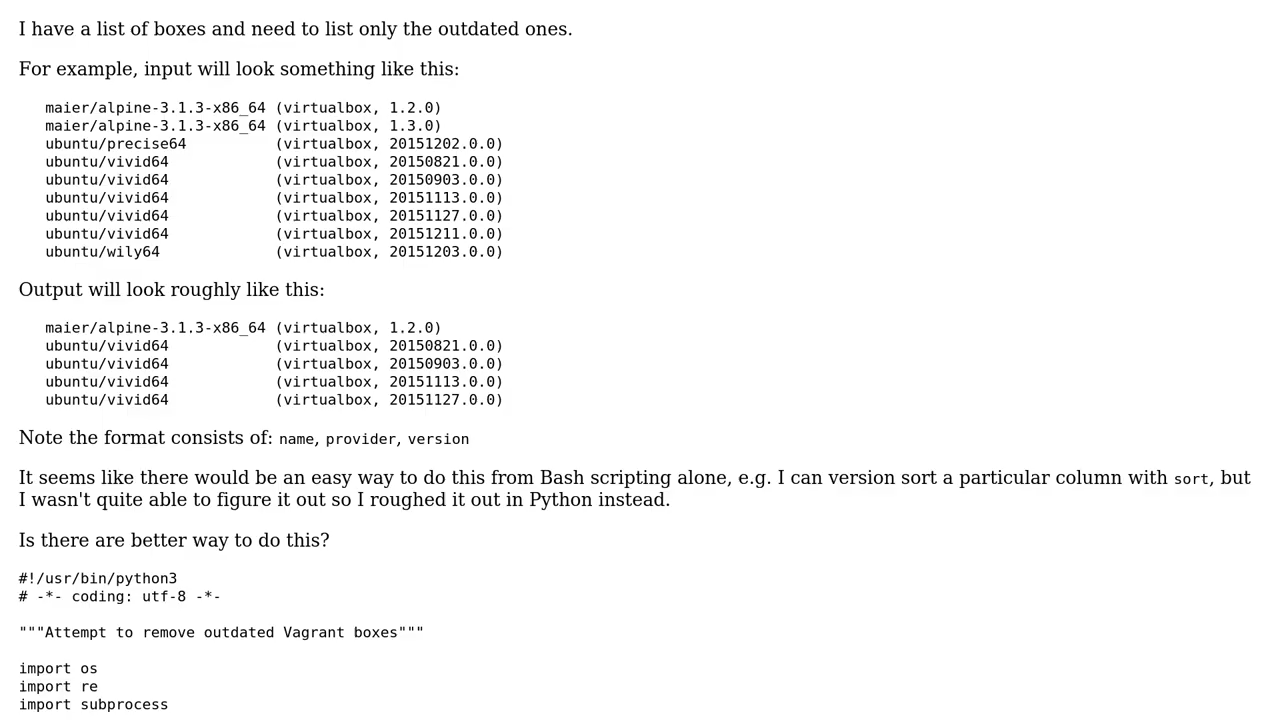 I have a list of boxes and need to list only the outdated ones.
For example, input will look something like this:
maier/alpine-3.1.3-x86_64 (virtualbox, 1.2.0)
maier/alpine-3.1.3-x86_64 (virtualbox, 1.3.0)
ubuntu/precise64          (virtualbox, 20151202.0.0)
ubuntu/vivid64            (virtualbox, 20150821.0.0)
ubuntu/vivid64            (virtualbox, 20150903.0.0)
ubuntu/vivid64            (virtualbox, 20151113.0.0)
ubuntu/vivid64            (virtualbox, 20151127.0.0)
ubuntu/vivid64            (virtualbox, 20151211.0.0)
ubuntu/wily64             (virtualbox, 20151203.0.0)
Output will look roughly like this:
maier/alpine-3.1.3-x86_64 (virtualbox, 1.2.0)
ubuntu/vivid64            (virtualbox, 20150821.0.0)
ubuntu/vivid64            (virtualbox, 20150903.0.0)
ubuntu/vivid64            (virtualbox, 20151113.0.0)
ubuntu/vivid64            (virtualbox, 20151127.0.0)
Note the format consists of: name, provider, version
It seems like there would be an easy way to do this from Bash scripting alone, e.g. I can version sort a particular column with sort, but
I wasn't quite able to figure it out so I roughed it out in Python instead.
Is there are better way to do this?
#!/usr/bin/python3
# -*- coding: utf-8 -*-
"""Attempt to remove outdated Vagrant boxes"""
import os
import re
import subprocess